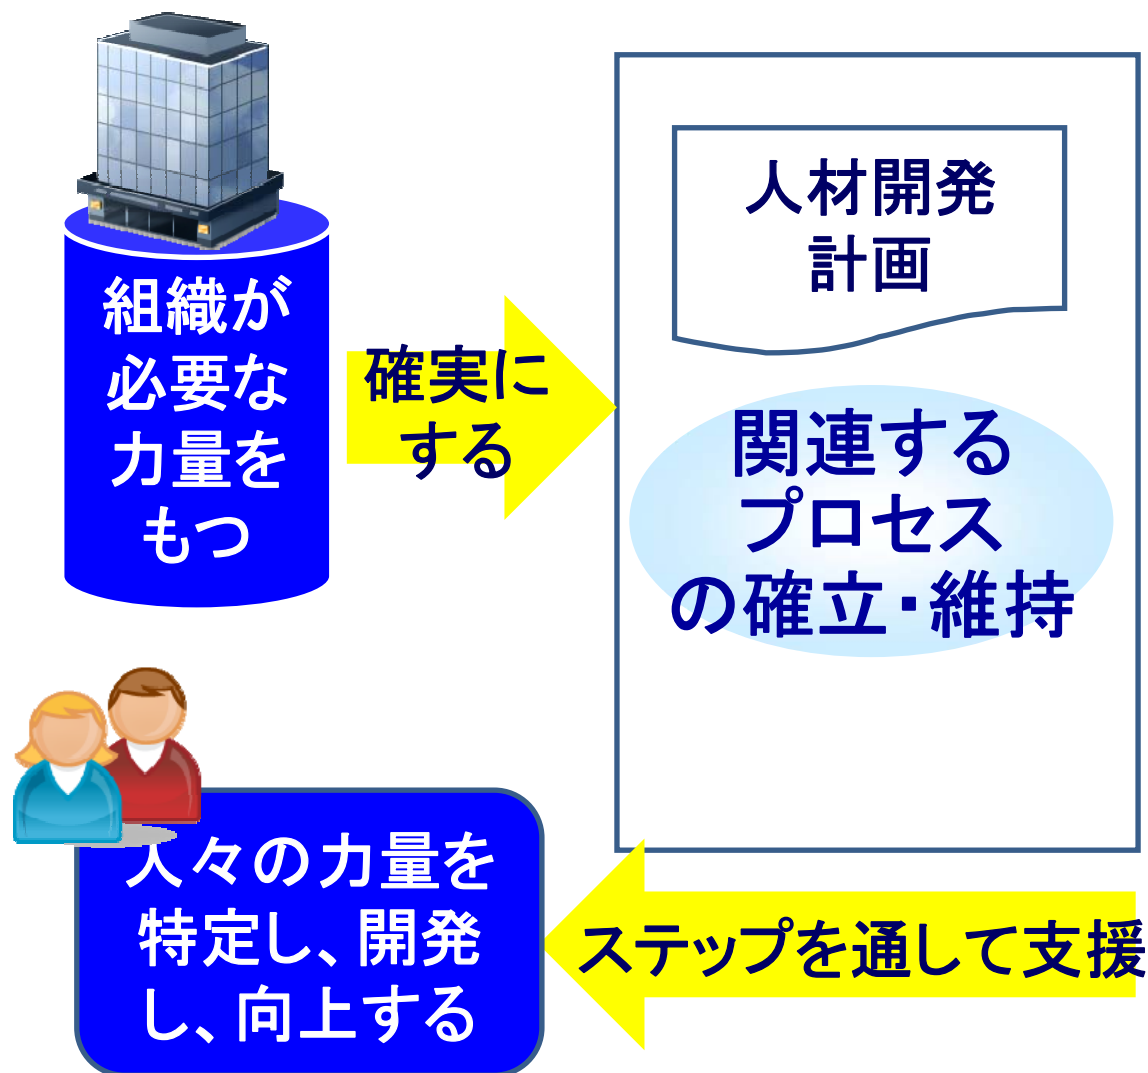 組織が
必要な
力量を
もつ
確実に
する
人材開発
計画
関連する
プロセス
の確立・維持
人々の力量を
特定し、開発
し、向上する
ステップを通して支援